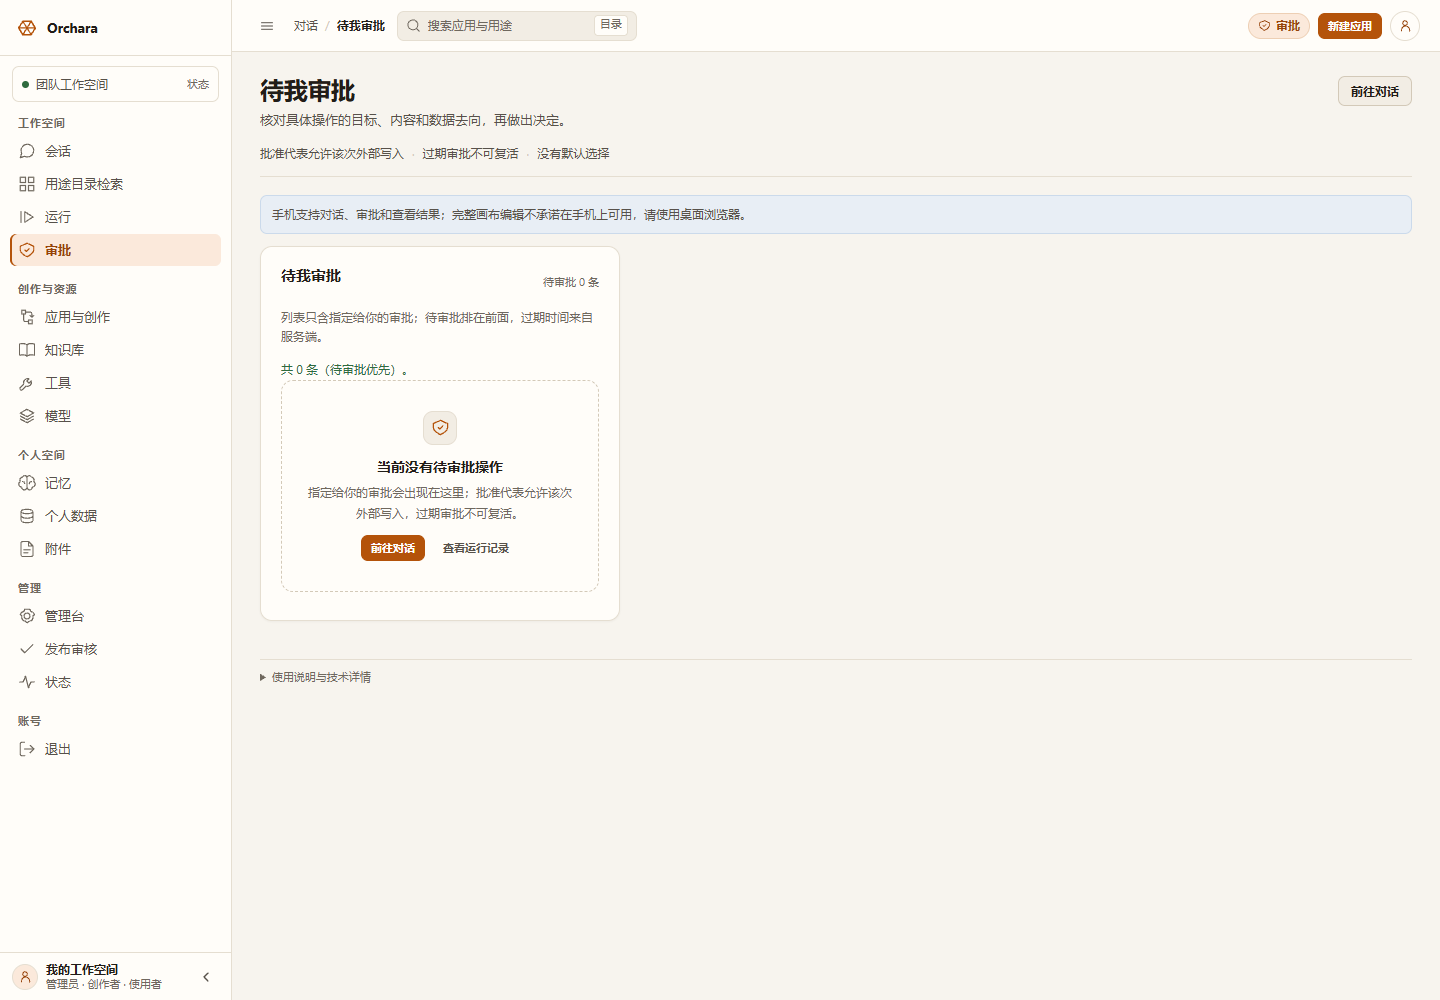 Orchara
团队工作空间 状态
工作空间
会话
用途目录检索
运行
审批
创作与资源
应用与创作
知识库
工具
模型
个人空间
记忆
个人数据
附件
管理
管理台
发布审核
状态
账号
退出
我的工作空间
管理员 · 创作者 · 使用者
对话 / 待我审批 搜索应用与用途 目录 审批 新建应用
待我审批
前往对话
核对具体操作的目标、内容和数据去向，再做出决定。
批准代表允许该次外部写入 · 过期审批不可复活 · 没有默认选择
手机支持对话、审批和查看结果；完整画布编辑不承诺在手机上可用，请使用桌面浏览器。
待我审批
待审批 0 条
列表只含指定给你的审批；待审批排在前面，过期时间来自
服务端。
共 0 条（待审批优先）。
当前没有待审批操作
指定给你的审批会出现在这里；批准代表允许该次
外部写入，过期审批不可复活。
前往对话 查看运行记录
使用说明与技术详情